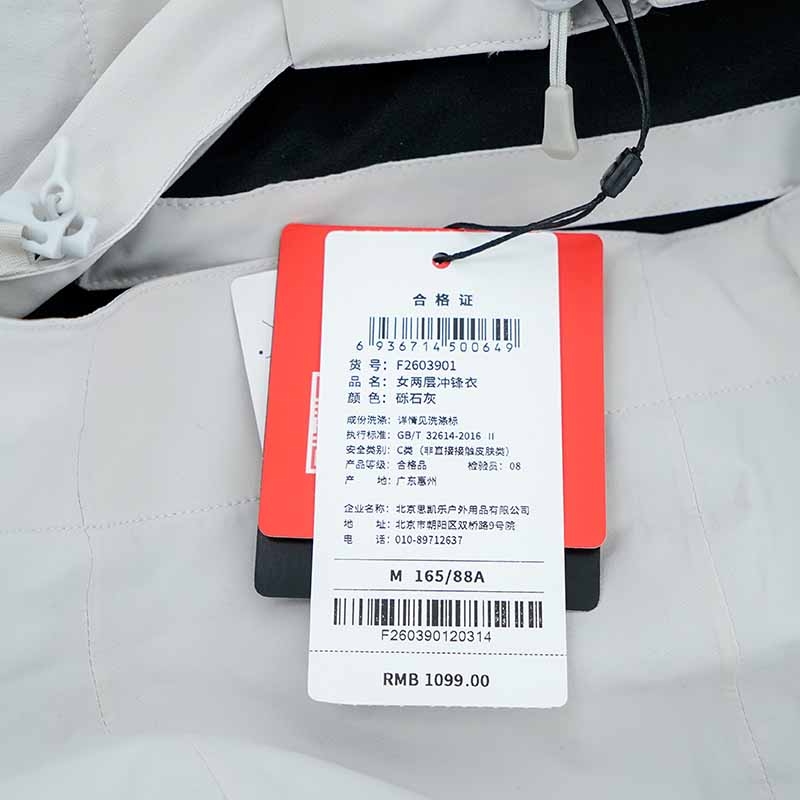 合格证
6 936714 500649
货 号: F2603901
品 名: 女两层冲锋衣
颜 色: 砾石灰
成份洗涤: 详情见洗涤标
执行标准: GB/T 32614-2016 II
安全类别: C类 (非直接接触皮肤类)
产品等级: 合格品 检验员: 08
产 地: 广东惠州
企业名称: 北京思凯乐户外用品有限公司
地 址: 北京市朝阳区双桥路9号院
电 话: 010-89712637
M 165/88A
F260390120314
RMB 1099.00